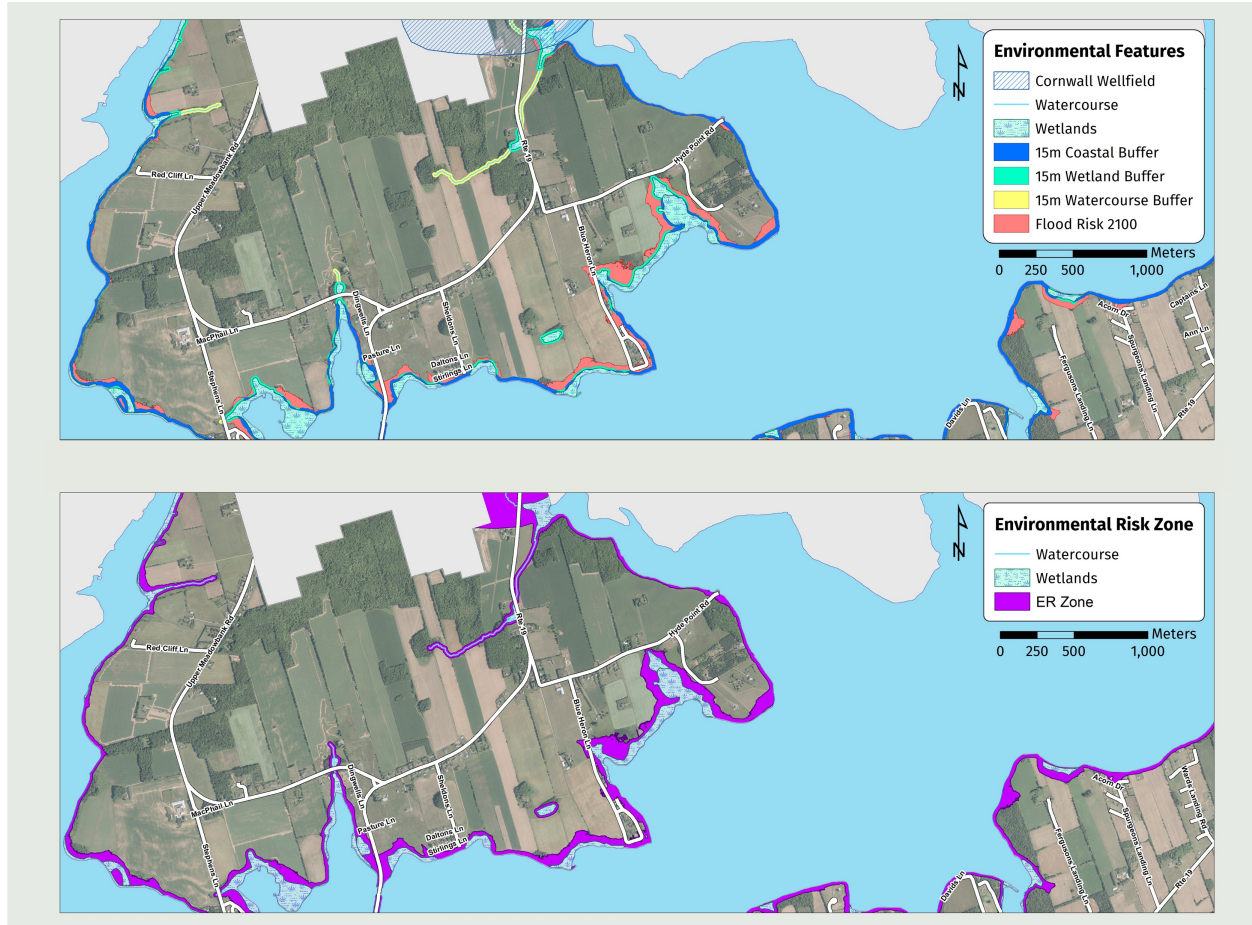 Environmental Features
Cornwall Wellfield
Watercourse
Wetlands
15m Coastal Buffer
15m Wetland Buffer
15m Watercourse Buffer
Flood Risk 2100
Meters
0 250 500 1,000
N
Upper Meadowbank Rd
Red Cliff Ln
Rte 19
Hyde Point Rd
Blue Heron Ln
MacPhail Ln
Dingwells Ln
Pasture Ln
Sheldons Ln
Daltons Ln
Stirlings Ln
Stephens Ln
Davids Ln
Fergusons Landing Ln
Spurgeons Landing Ln
Acorn Dr
Captains Ln
Ann Ln
Rte 19
Environmental Risk Zone
Watercourse
Wetlands
ER Zone
Meters
0 250 500 1,000
N
Upper Meadowbank Rd
Red Cliff Ln
Rte 19
Hyde Point Rd
Blue Heron Ln
MacPhail Ln
Dingwells Ln
Pasture Ln
Sheldons Ln
Daltons Ln
Stirlings Ln
Stephens Ln
Davids Ln
Fergusons Landing Ln
Spurgeons Landing Ln
Acorn Dr
Wards Landing Rd
Rte 19